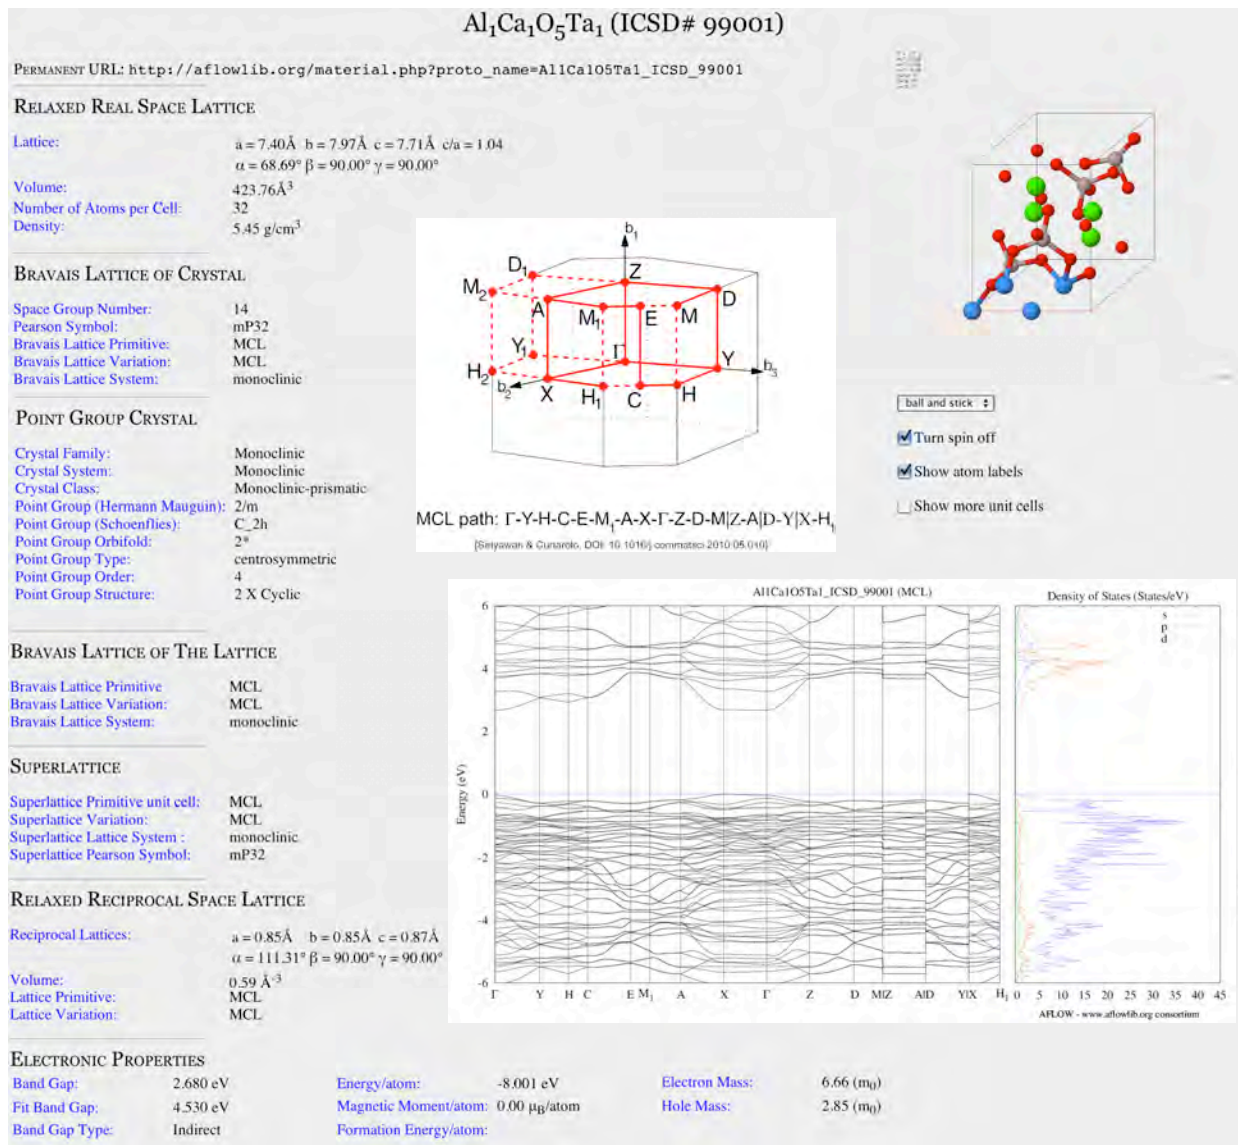 Al1Ca1O5Ta1 (ICSD# 99001)
PERMANENT URL: http://aflowlib.org/material.php?proto_name=Al1Ca1O5Ta1_ICSD_99001
RELAXED REAL SPACE LATTICE
Lattice: a = 7.40Å b = 7.97Å c = 7.71Å c/a = 1.04
α = 68.69° β = 90.00° γ = 90.00°
Volume: 423.76Å3
Number of Atoms per Cell: 32
Density: 5.45 g/cm3
BRAVAIS LATTICE OF CRYSTAL
Space Group Number: 14
Pearson Symbol: mP32
Bravais Lattice Primitive: MCL
Bravais Lattice Variation: MCL
Bravais Lattice System: monoclinic
POINT GROUP CRYSTAL
Crystal Family: Monoclinic
Crystal System: Monoclinic
Crystal Class: Monoclinic-prismatic
Point Group (Hermann Mauguin): 2/m
Point Group (Schoenflies): C_2h
Point Group Orbifold: 2*
Point Group Type: centrosymmetric
Point Group Order: 4
Point Group Structure: 2 X Cyclic
BRAVAIS LATTICE OF THE LATTICE
Bravais Lattice Primitive MCL
Bravais Lattice Variation: MCL
Bravais Lattice System: monoclinic
SUPERLATTICE
Superlattice Primitive unit cell: MCL
Superlattice Variation: MCL
Superlattice Lattice System : monoclinic
Superlattice Pearson Symbol: mP32
RELAXED RECIPROCAL SPACE LATTICE
Reciprocal Lattices: a = 0.85Å b = 0.85Å c = 0.87Å
α = 111.31° β = 90.00° γ = 90.00°
Volume: 0.59 Å-3
Lattice Primitive: MCL
Lattice Variation: MCL
b1
D1 Z
M2 D
A M1 E M
Y1 Γ Y
H2 b3
b2 X H1 C H
MCL path: Γ-Y-H-C-E-M1-A-X-Γ-Z-D-M|Z-A|D-Y|X-H1
ball and stick
Turn spin off
Show atom labels
Show more unit cells
Al1Ca1O5Ta1_ICSD_99001 (MCL)
Density of States (States/eV)
s
p
d
6
4
2
0
-2
-4
-6
Energy (eV)
Γ Y H C E M1 A X Γ Z D M|Z A|D Y|X H1
0 5 10 15 20 25 30 35 40 45
AFLOW - www.aflowlib.org consortium
ELECTRONIC PROPERTIES
Band Gap: 2.680 eV Energy/atom: -8.001 eV Electron Mass: 6.66 (m0)
Fit Band Gap: 4.530 eV Magnetic Moment/atom: 0.00 μB/atom Hole Mass: 2.85 (m0)
Band Gap Type: Indirect Formation Energy/atom: